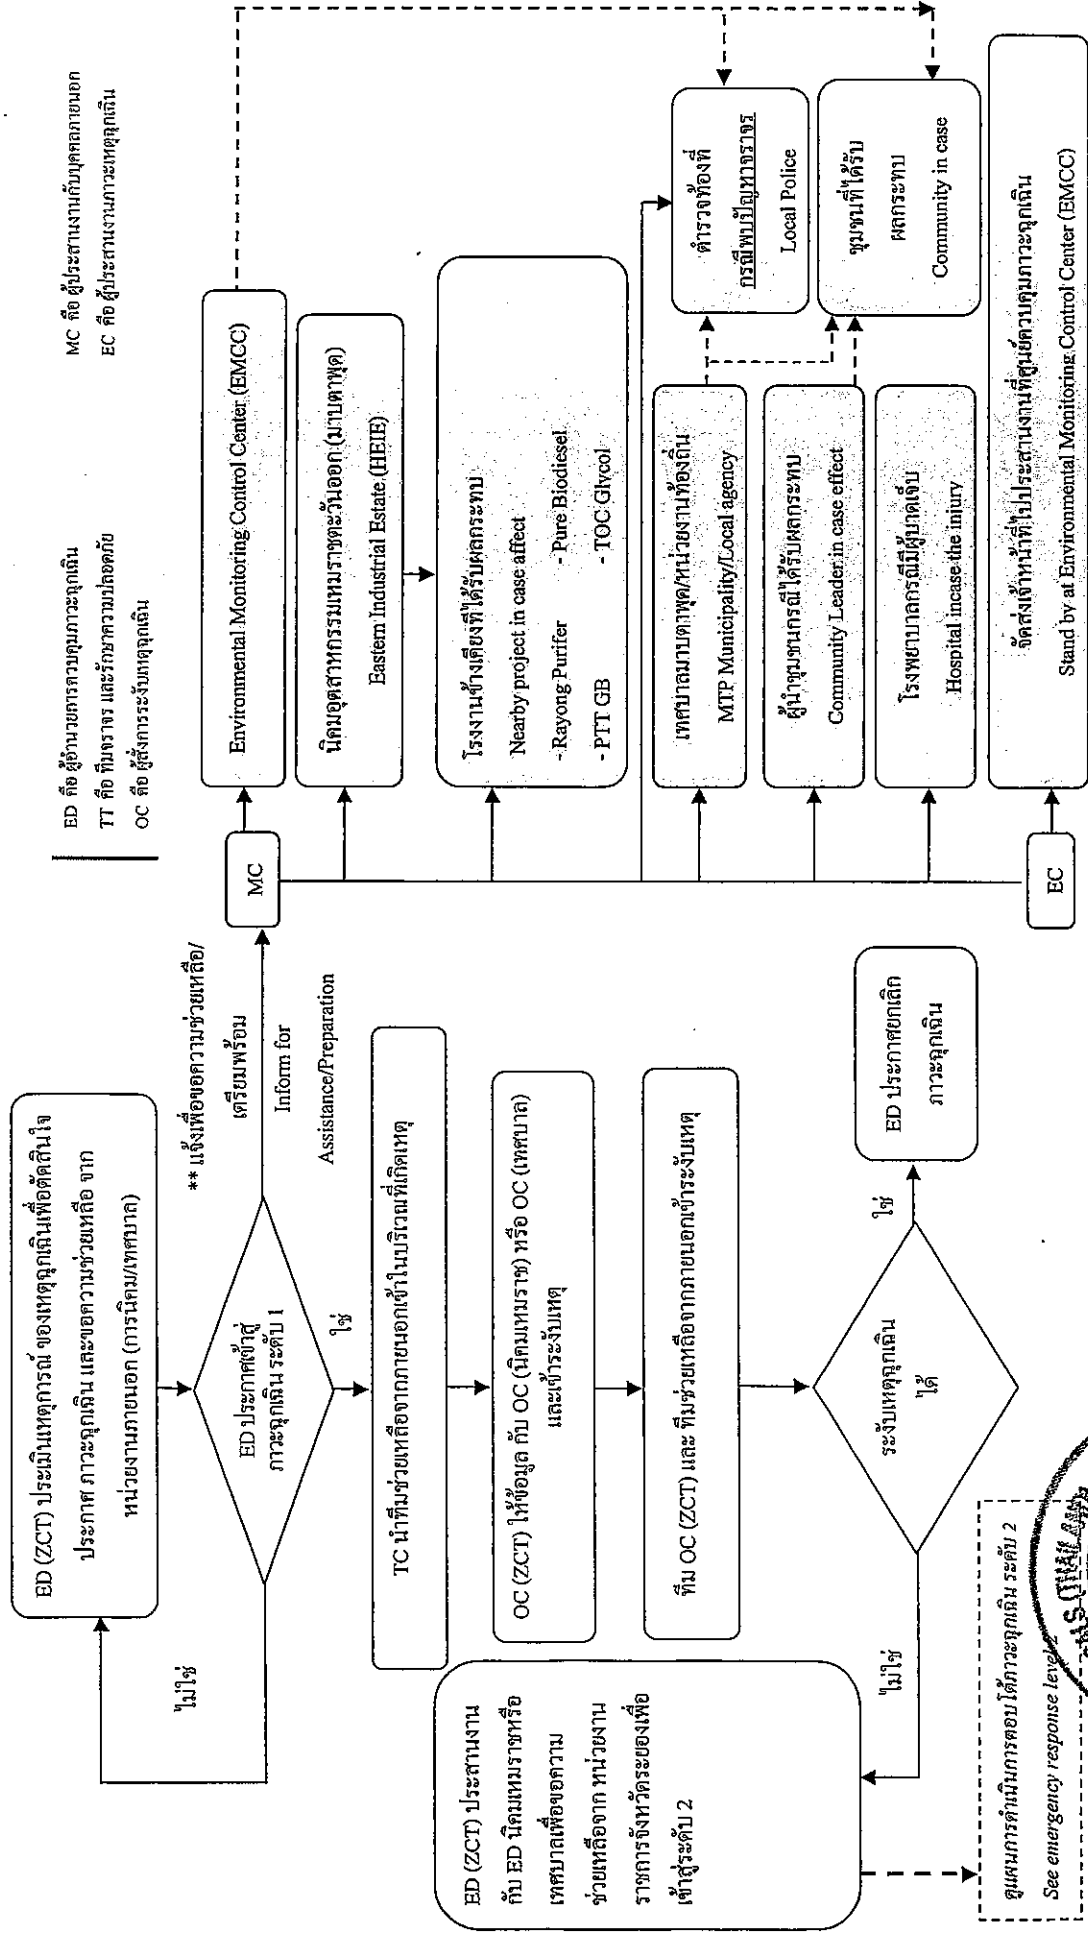 ED คือ ผู้อำนวยการควบคุมภาวะฉุกเฉิน
TT คือ ทีมจราจร และรักษาความปลอดภัย
OC คือ ผู้สั่งการระงับเหตุฉุกเฉิน
MC คือ ผู้ประสานงานกับบุคคลภายนอก
EC คือ ผู้ประสานงานภาวะเหตุฉุกเฉิน
ED (ZCT) ประเมินเหตุการณ์ ของเหตุฉุกเฉินเพื่อตัดสินใจ
ประกาศ ภาวะฉุกเฉิน และขอความช่วยเหลือ จาก
หน่วยงานภายนอก (การนิคม/เทศบาล)
ไม่ใช่
ED ประกาศเข้าสู่
ภาวะฉุกเฉิน ระดับ 1
ใช่
** แจ้งเพื่อขอความช่วยเหลือ/
เตรียมพร้อม
Inform for
Assistance/Preparation
TC นำทีมช่วยเหลือจากภายนอกเข้าในบริเวณที่เกิดเหตุ
OC (ZCT) ให้ข้อมูล กับ OC (นิคมเหมราช) หรือ OC (เทศบาล)
และเข้าระงับเหตุ
ทีม OC (ZCT) และ ทีมช่วยเหลือจากภายนอกเข้าระงับเหตุ
ระงับเหตุฉุกเฉิน
ได้
ใช่
ED ประกาศยกเลิก
ภาวะฉุกเฉิน
ไม่ใช่
ED (ZCT) ประสานงาน
กับ ED นิคมเหมราชหรือ
เทศบาลเพื่อขอความ
ช่วยเหลือจาก หน่วยงาน
ราชการจังหวัดระยองเพื่อ
เข้าสู่ระดับ 2
ดูแผนการดำเนินการตอบโต้ภาวะฉุกเฉิน ระดับ 2
See emergency response level 2
MC
Environmental Monitoring Control Center (EMCC)
นิคมอุตสาหกรรมเหมราชตะวันออก (มาบตาพุด)
Eastern Industrial Estate (HEIE)
โรงงานข้างเคียงที่ได้รับผลกระทบ
Nearby project in case affect
- Rayong Purifer - Pure Biodiesel
- PTT GB - TOC Glycol
ตำรวจท้องที่
กรณีพบปัญหาจราจร
Local Police
เทศบาลมาบตาพุด/หน่วยงานท้องถิ่น
MTP Municipality/Local agency
ผู้นำชุมชนกรณี ได้รับผลกระทบ
Community Leader in case effect
ชุมชนที่ได้รับ
ผลกระทบ
Community in case
โรงพยาบาลกรณีมีผู้บาดเจ็บ
Hospital incase the injury
EC
จัดส่งเจ้าหน้าที่ไปประสานงานที่ศูนย์ควบคุมภาวะฉุกเฉิน
Stand by at Environmental Monitoring Control Center (EMCC)
(THAILAND)